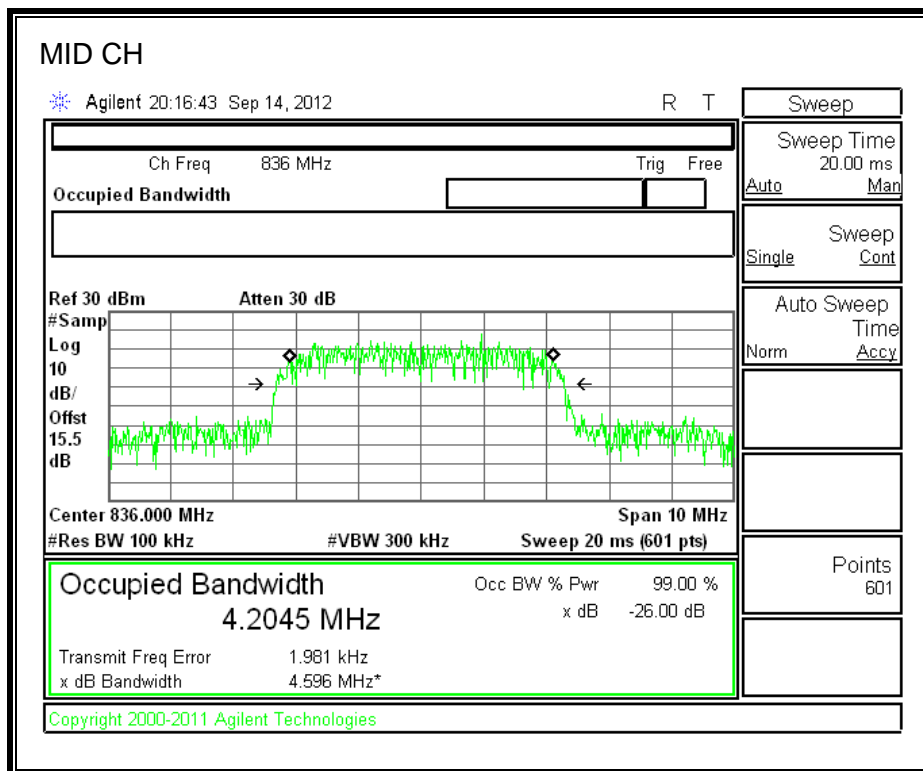 MID CH
Agilent 20:16:43 Sep 14, 2012 R T
Ch Freq 836 MHz Trig Free
Occupied Bandwidth
Ref 30 dBm Atten 30 dB
#Samp
Log
10
dB/
Offst
15.5
dB
Center 836.000 MHz Span 10 MHz
#Res BW 100 kHz #VBW 300 kHz Sweep 20 ms (601 pts)
Occupied Bandwidth Occ BW % Pwr 99.00 %
4.2045 MHz x dB -26.00 dB
Transmit Freq Error 1.981 kHz
x dB Bandwidth 4.596 MHz*
Copyright 2000-2011 Agilent Technologies
Sweep
Sweep Time
20.00 ms
Auto Man
Sweep
Single Cont
Auto Sweep
Time
Norm Accy
Points
601